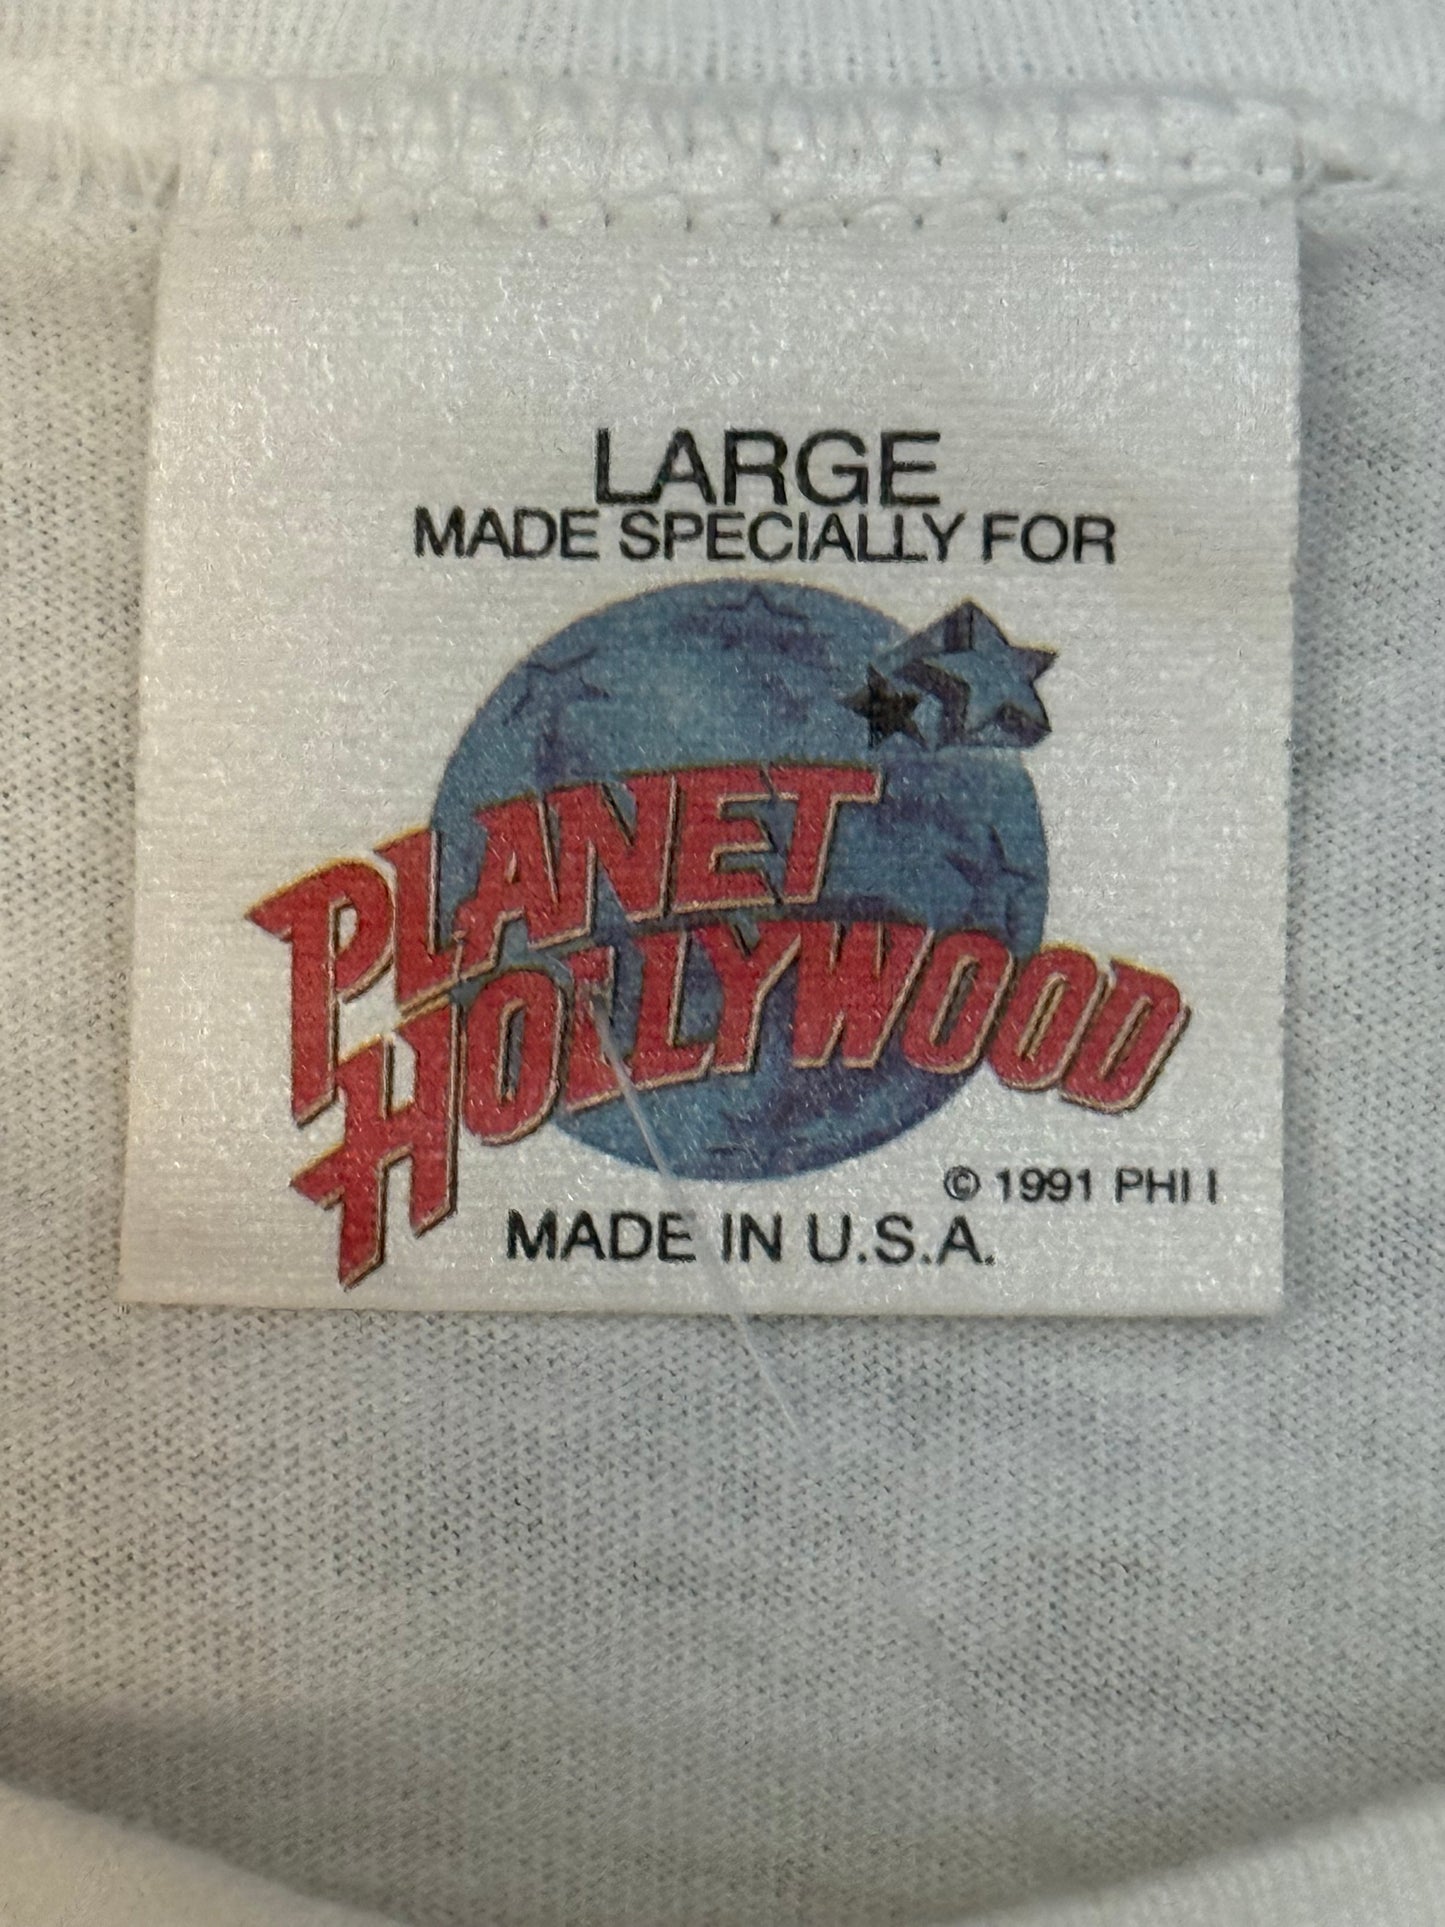 LARGE
MADE SPECIALLY FOR
PLANET
HOLLYWOOD
© 1991 PHI I
MADE IN U.S.A.